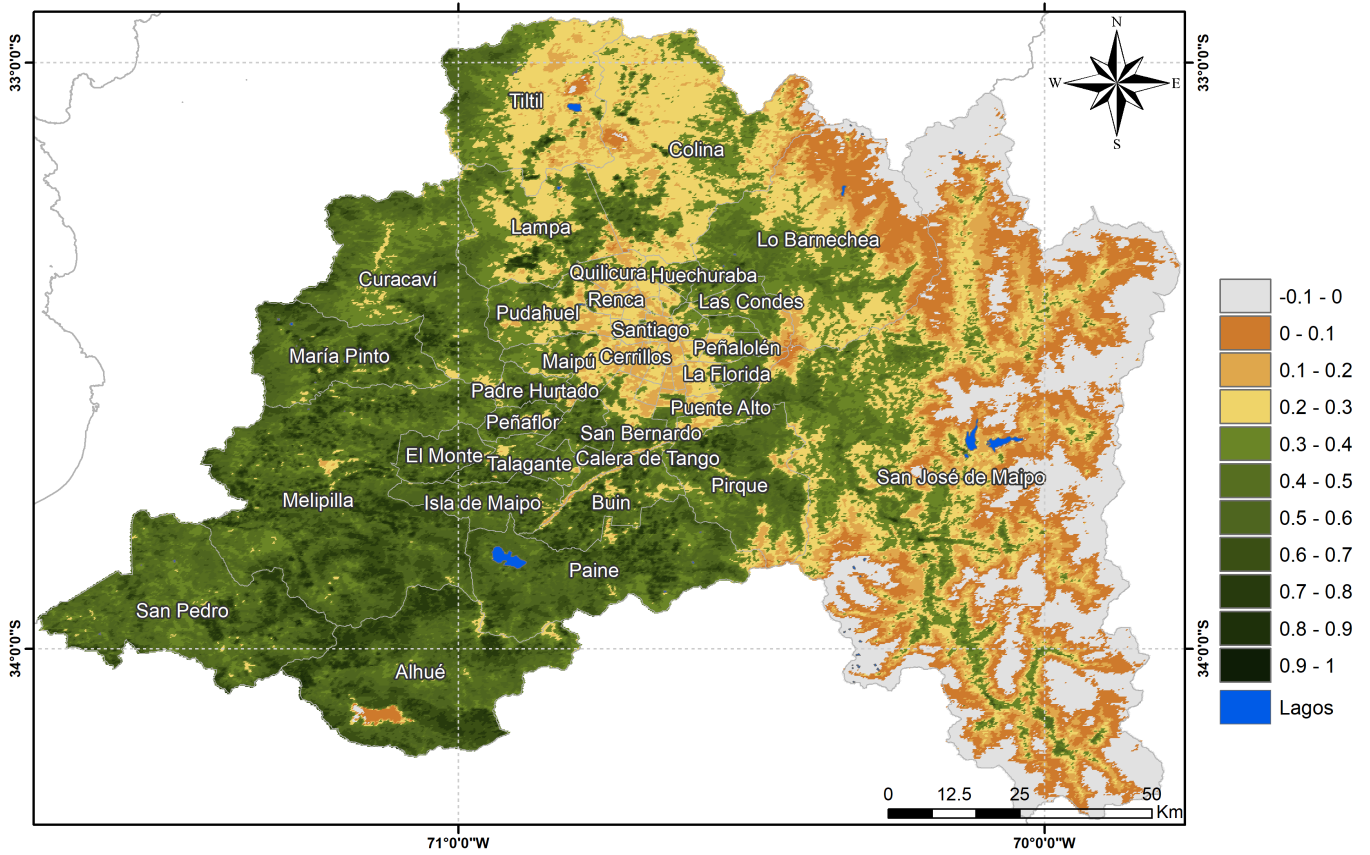 N
W
E
S
33°0'0"S
33°0'0"S
Tiltil
Colina
Lampa
Lo Barnechea
Curacaví
Quilicura
Huechuraba
Renca
Las Condes
Pudahuel
Santiago
María Pinto
Maipú
Cerrillos
Peñalolén
La Florida
Padre Hurtado
Puente Alto
Peñaflor
San Bernardo
El Monte
Talagante
Calera de Tango
San José de Maipo
Pirque
Melipilla
Isla de Maipo
Buin
Paine
San Pedro
Alhué
34°0'0"S
34°0'0"S
-0.1 - 0
0 - 0.1
0.1 - 0.2
0.2 - 0.3
0.3 - 0.4
0.4 - 0.5
0.5 - 0.6
0.6 - 0.7
0.7 - 0.8
0.8 - 0.9
0.9 - 1
Lagos
0 12.5 25 50
Km
71°0'0"W
70°0'0"W